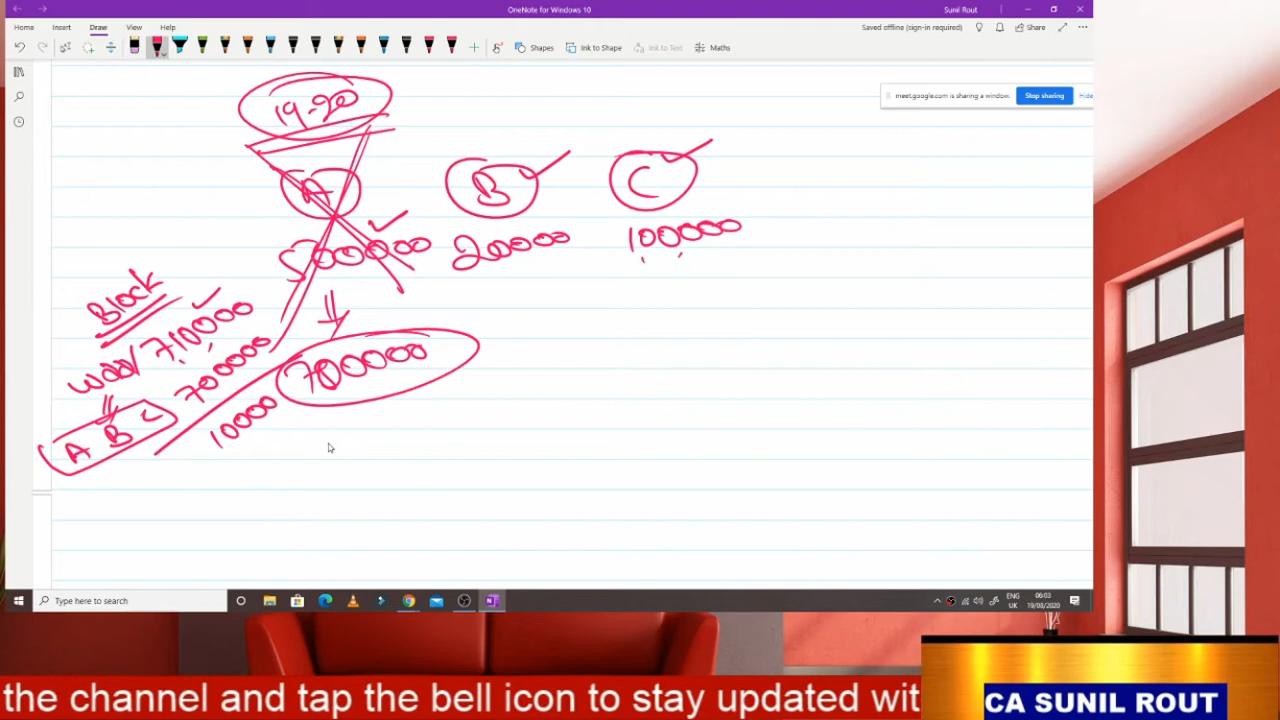 OneNote for Windows 10
Sunil Rout
Home Insert Draw View Help
Saved offline (sign-in required)
Share
Shapes
Ink to Shape
Ink to Text
Maths
meet.google.com is sharing a window.
Stop sharing
Hide
19-20
A B C
500000 200000 100000
Block
WDV 710000
700000
10000
700000
A B C
Type here to search
ENG
UK
06:03
19/08/2020
the channel and tap the bell icon to stay updated wit
CA SUNIL ROUT